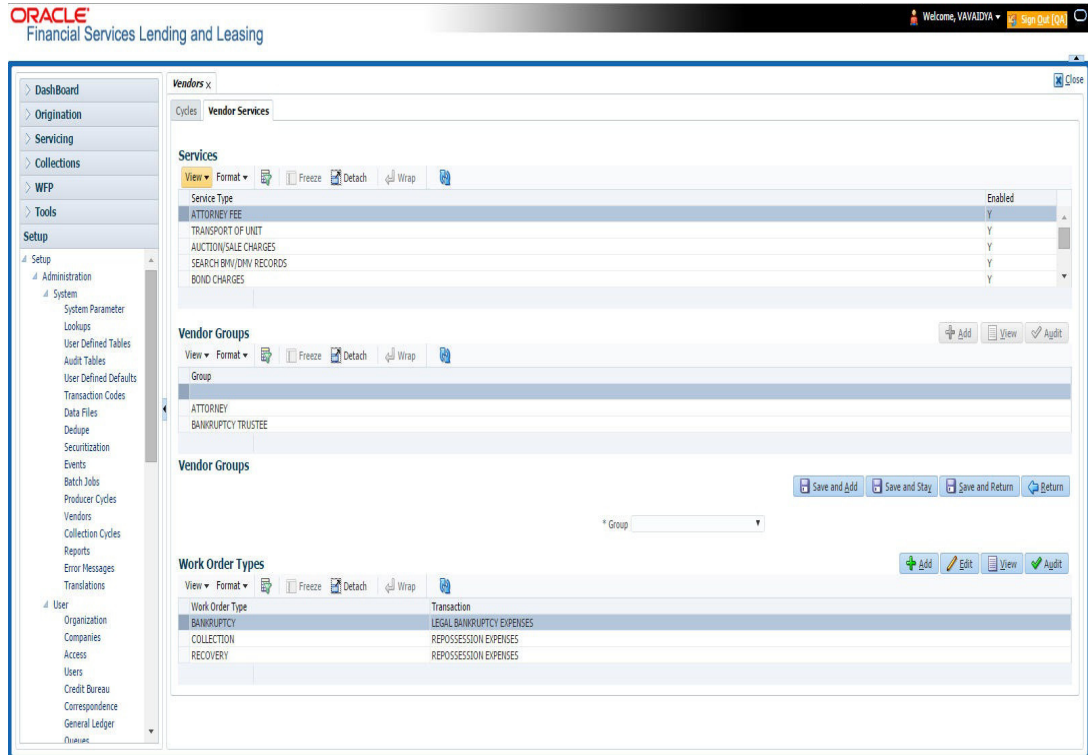 ORACLE'
Financial Services Lending and Leasing
Welcome, VAVAIDYA
Sign Out [QA]
DashBoard
Origination
Servicing
Collections
WFP
Tools
Setup
Setup
Administration
System
System Parameter
Lookups
User Defined Tables
Audit Tables
User Defined Defaults
Transaction Codes
Data Files
Dedupe
Securitization
Events
Batch Jobs
Producer Cycles
Vendors
Collection Cycles
Reports
Error Messages
Translations
User
Organization
Companies
Access
Users
Credit Bureau
Correspondence
General Ledger
Queues
Vendors x
Close
Cycles Vendor Services
Services
View Format Freeze Detach Wrap
Service Type Enabled
ATTORNEY FEE Y
TRANSPORT OF UNIT Y
AUCTION/SALE CHARGES Y
SEARCH BMV/DMV RECORDS Y
BOND CHARGES Y
Vendor Groups
Add View Audit
View Format Freeze Detach Wrap
Group
ATTORNEY
BANKRUPTCY TRUSTEE
Vendor Groups
Save and Add Save and Stay Save and Return Return
* Group
Work Order Types
Add Edit View Audit
View Format Freeze Detach Wrap
Work Order Type Transaction
BANKRUPTCY LEGAL BANKRUPTCY EXPENSES
COLLECTION REPOSSESSION EXPENSES
RECOVERY REPOSSESSION EXPENSES